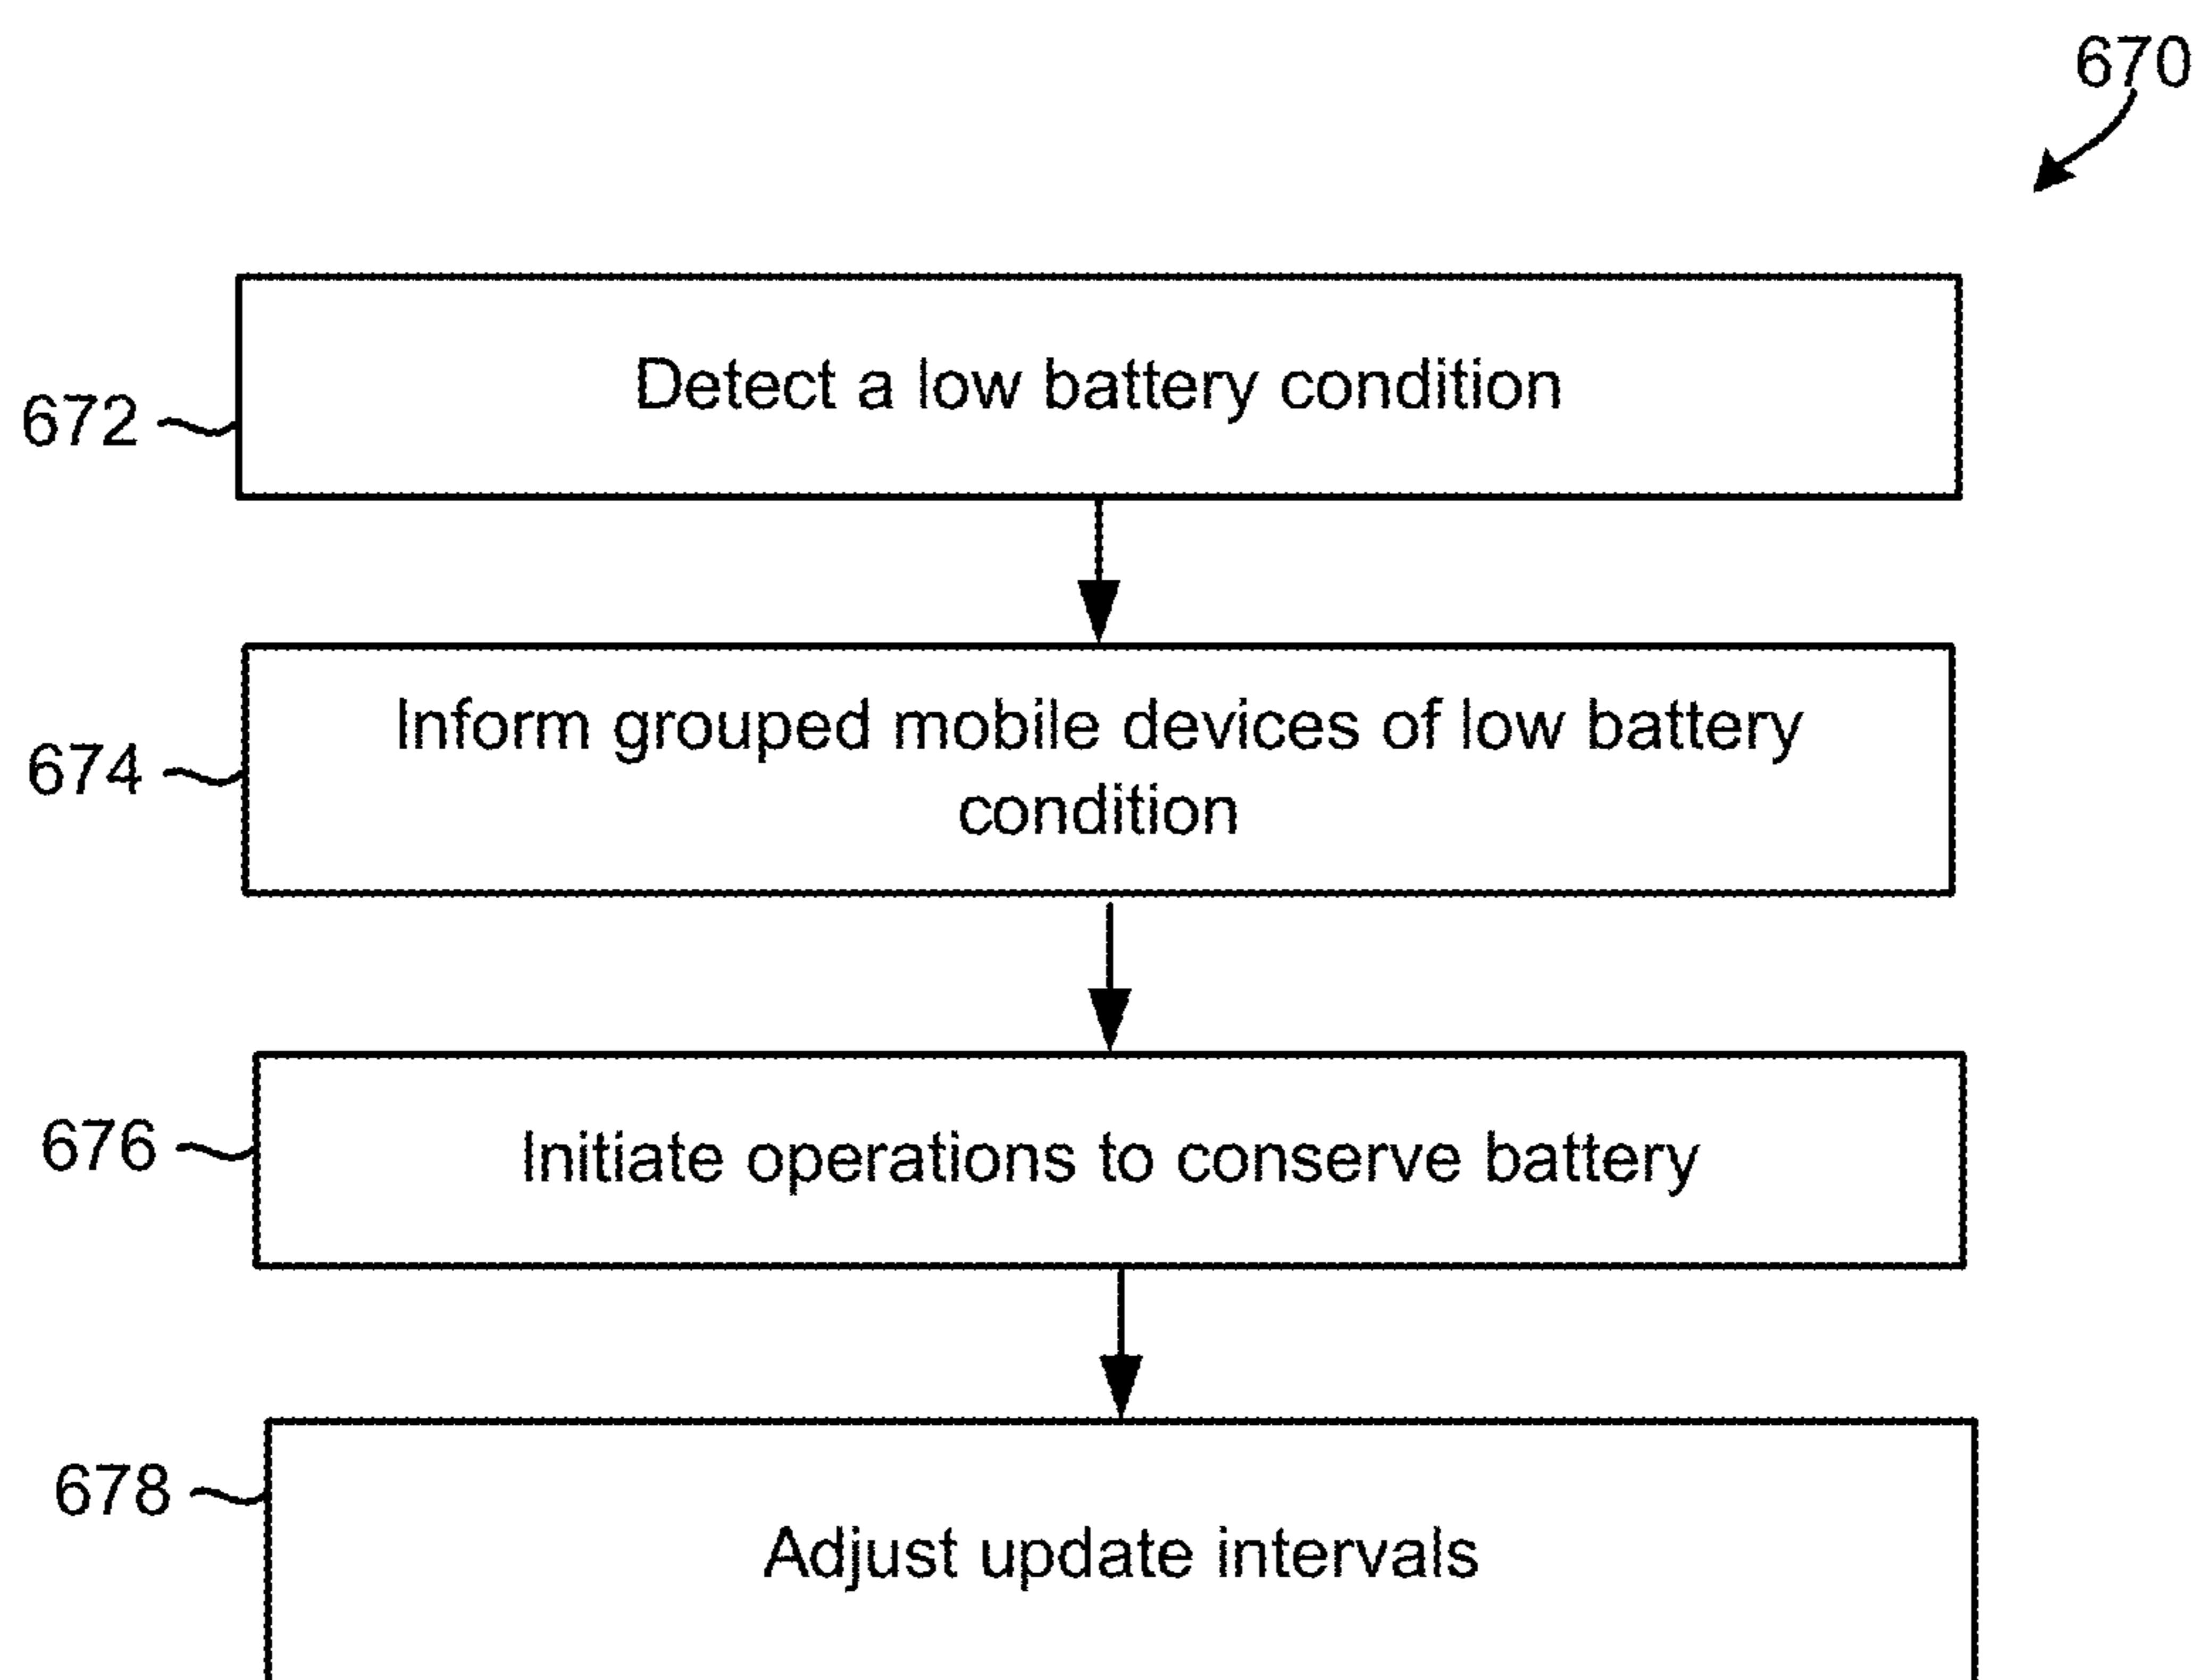 670
Detect a low battery condition
672
Inform grouped mobile devices of low battery
condition
674
Initiate operations to conserve battery
676
678
Adjust update intervals